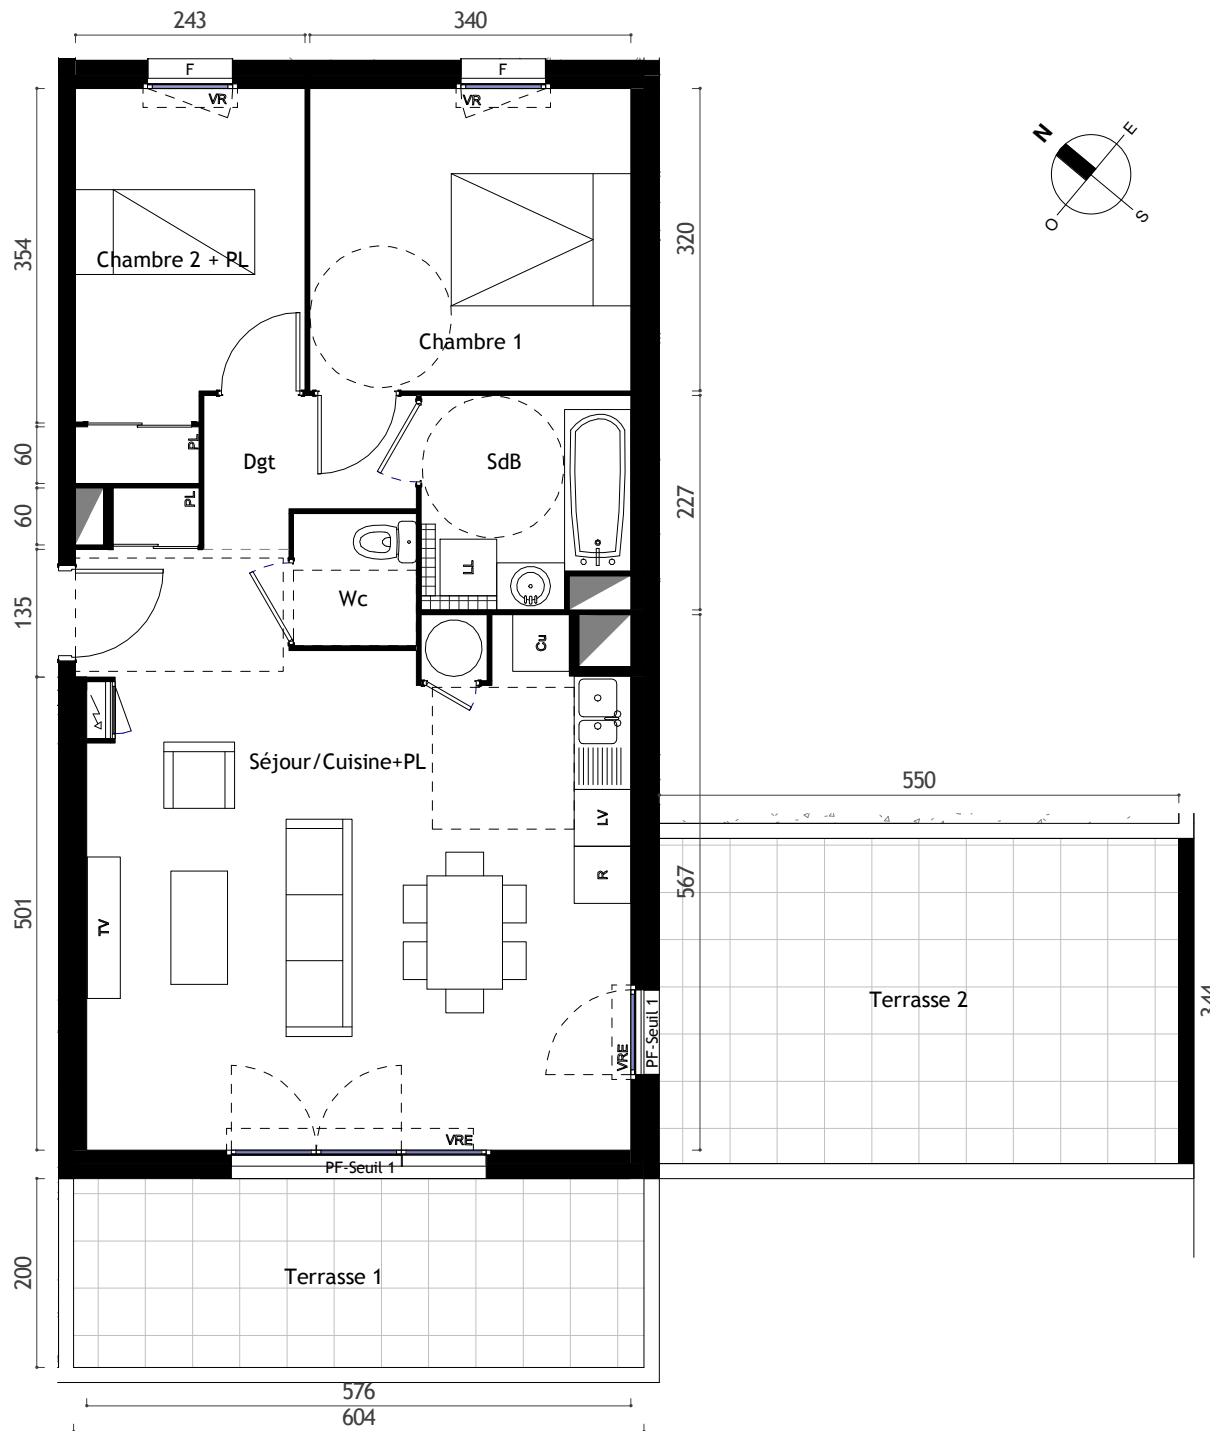 243
340
F
F
VR
VR
N
E
S
O
354
320
Chambre 2 + PL
Chambre 1
PL
60
Dgt
SdB
PL
60
227
LL
135
Wc
Cu
Séjour/Cuisine+PL
550
LV
R
567
501
TV
Terrasse 2
344
PF-Seuil 1
VRE
VRE
PF-Seuil 1
200
Terrasse 1
576
604